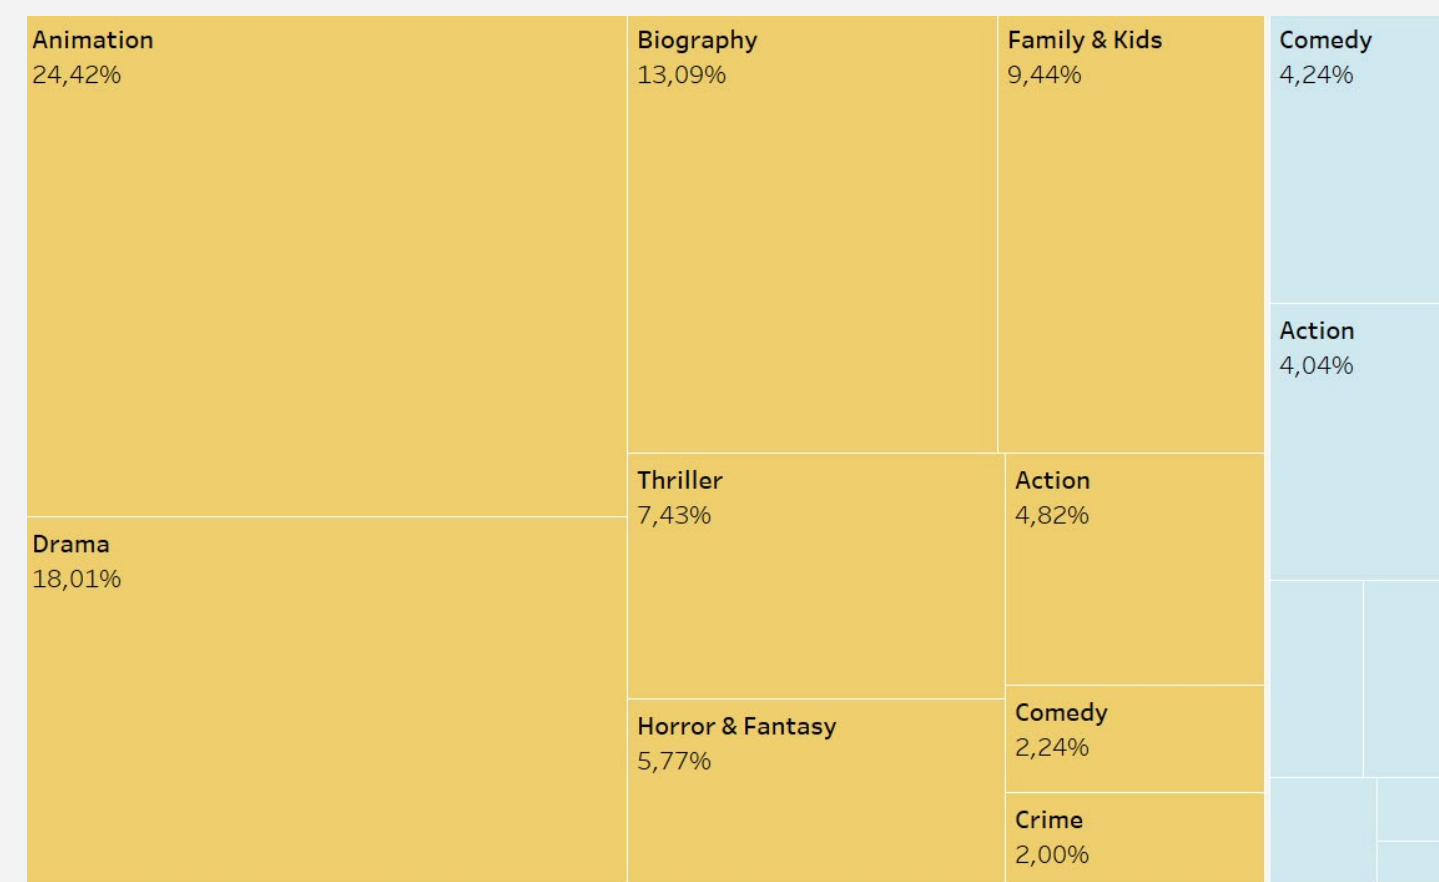 Animation
24,42%
Drama
18,01%
Biography
13,09%
Family & Kids
9,44%
Thriller
7,43%
Horror & Fantasy
5,77%
Action
4,82%
Comedy
2,24%
Crime
2,00%
Comedy
4,24%
Action
4,04%